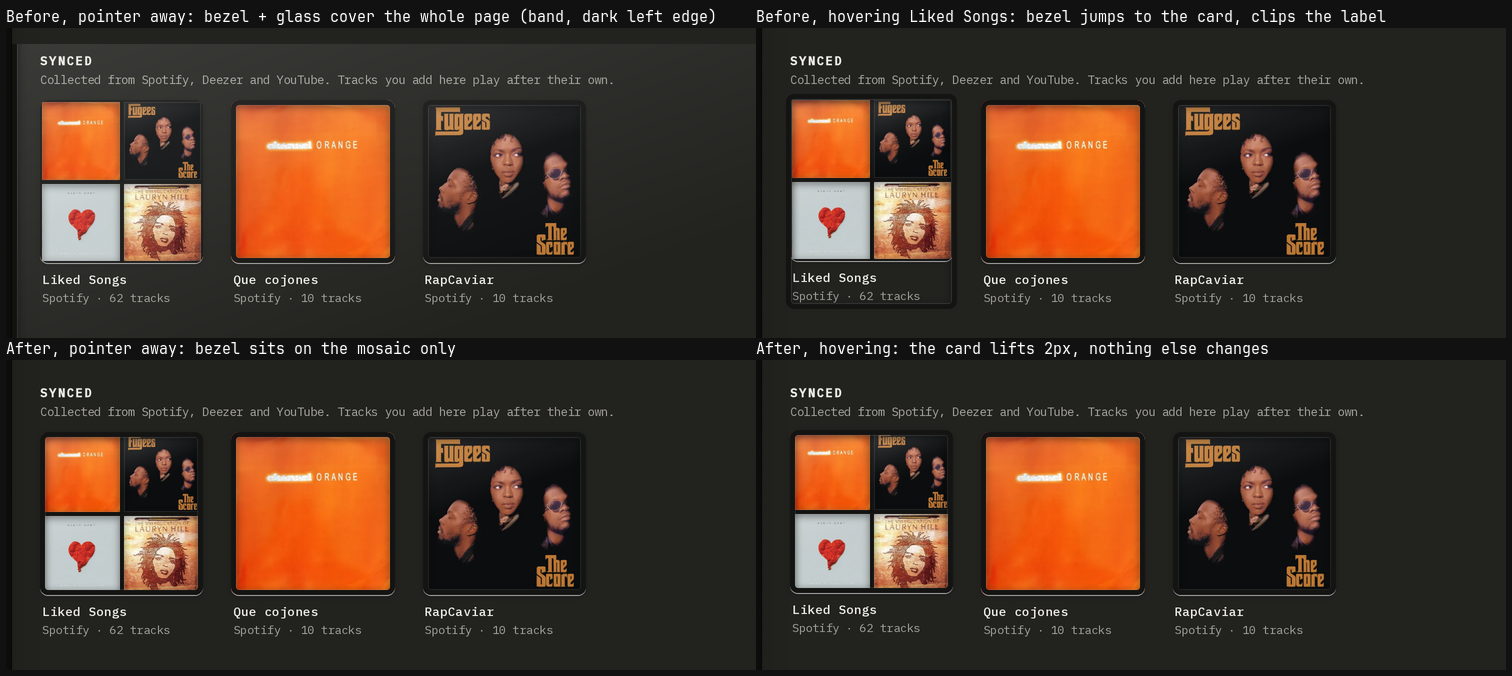 Before, pointer away: bezel + glass cover the whole page (band, dark left edge)
SYNCED
Collected from Spotify, Deezer and YouTube. Tracks you add here play after their own.
ORANGE
Fugees
The Score
LAURYN HILL
ORANGE
Fugees
The Score
Liked Songs
Spotify · 62 tracks
Que cojones
Spotify · 10 tracks
RapCaviar
Spotify · 10 tracks
Before, hovering Liked Songs: bezel jumps to the card, clips the label
SYNCED
Collected from Spotify, Deezer and YouTube. Tracks you add here play after their own.
ORANGE
Fugees
The Score
LAURYN HILL
ORANGE
Fugees
The Score
Liked Songs
Spotify · 62 tracks
Que cojones
Spotify · 10 tracks
RapCaviar
Spotify · 10 tracks
After, pointer away: bezel sits on the mosaic only
SYNCED
Collected from Spotify, Deezer and YouTube. Tracks you add here play after their own.
ORANGE
Fugees
The Score
LAURYN HILL
ORANGE
Fugees
The Score
Liked Songs
Spotify · 62 tracks
Que cojones
Spotify · 10 tracks
RapCaviar
Spotify · 10 tracks
After, hovering: the card lifts 2px, nothing else changes
SYNCED
Collected from Spotify, Deezer and YouTube. Tracks you add here play after their own.
ORANGE
Fugees
The Score
LAURYN HILL
ORANGE
Fugees
The Score
Liked Songs
Spotify · 62 tracks
Que cojones
Spotify · 10 tracks
RapCaviar
Spotify · 10 tracks